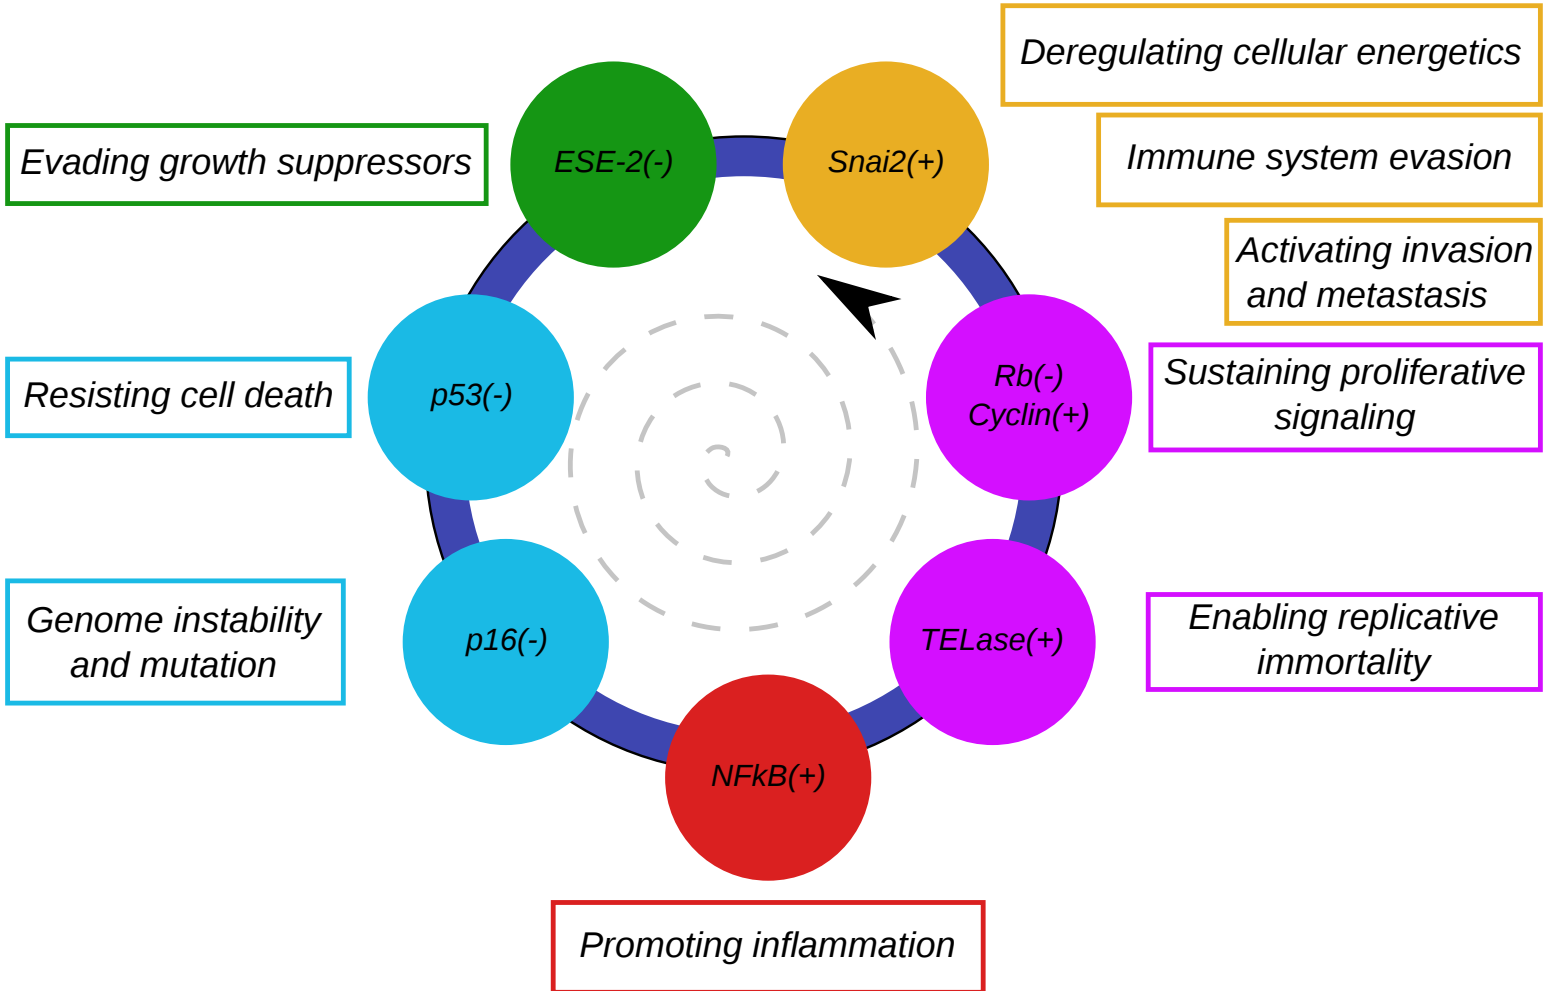 Deregulating cellular energetics
Immune system evasion
Evading growth suppressors
ESE-2(-)
Snai2(+)
Activating invasion
and metastasis
Resisting cell death
p53(-)
Rb(-)
Cyclin(+)
Sustaining proliferative
signaling
Genome instability
and mutation
p16(-)
TELase(+)
Enabling replicative
immortality
NFkB(+)
Promoting inflammation